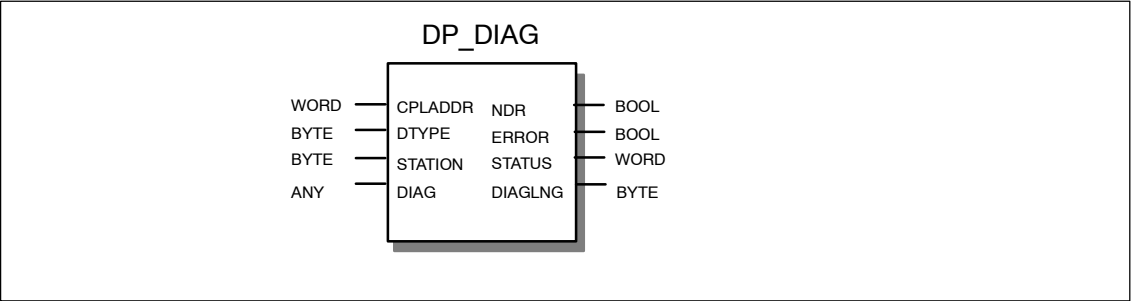 DP_DIAG
WORD CPLADDR NDR BOOL
BYTE DTYPE ERROR BOOL
BYTE STATION STATUS WORD
ANY DIAG DIAGLNG BYTE